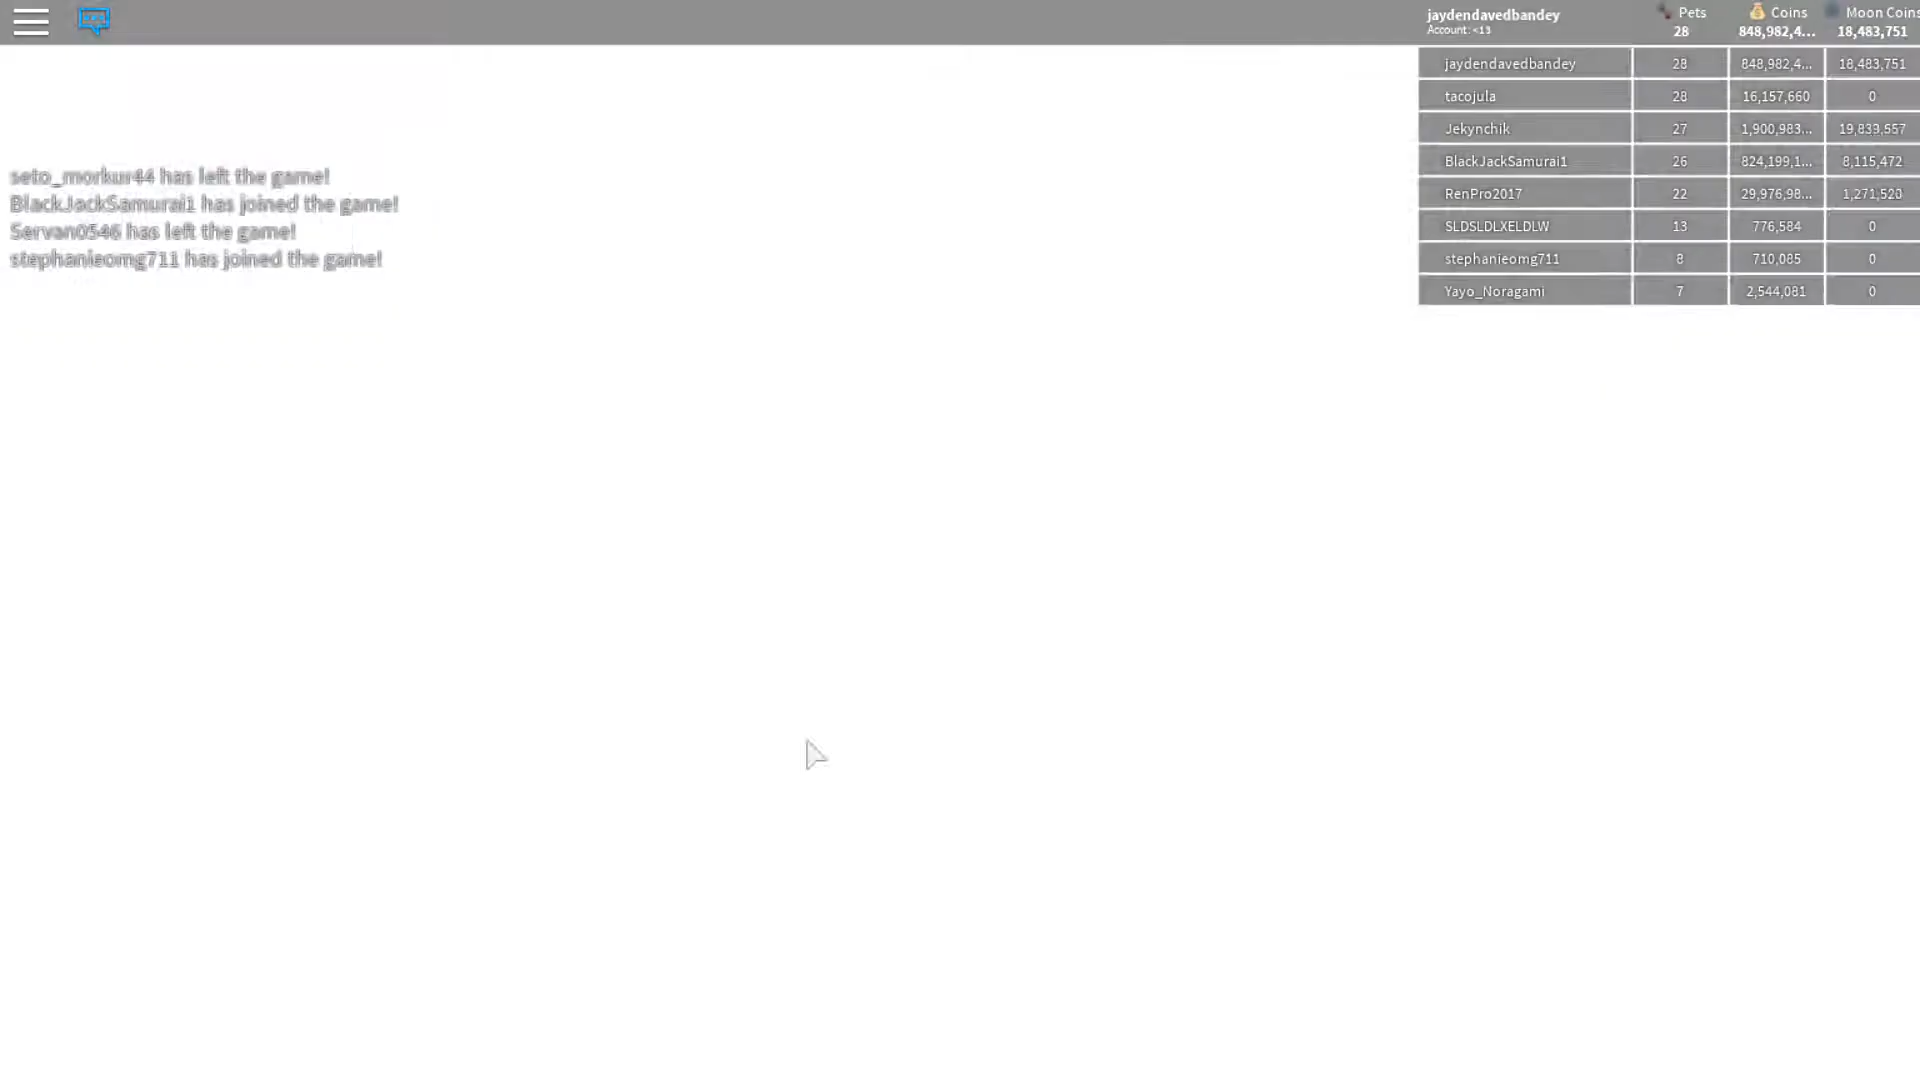 jaydendavedbandey Pets Coins Moon Coins
Account: <13 28 848,982,4... 18,483,751
jaydendavedbandey 28 848,982,4... 18,483,751
tacojula 28 16,157,660 0
Jekynchik 27 1,900,983... 19,839,557
BlackJackSamurai1 26 824,199,1... 8,115,472
RenPro2017 22 29,976,98... 1,271,520
SLDSLDLXELDLW 13 776,584 0
stephanieomg711 8 710,085 0
Yayo_Noragami 7 2,544,081 0
seto_morkur44 has left the game!
BlackJackSamurai1 has joined the game!
Servan0546 has left the game!
stephanieomg711 has joined the game!